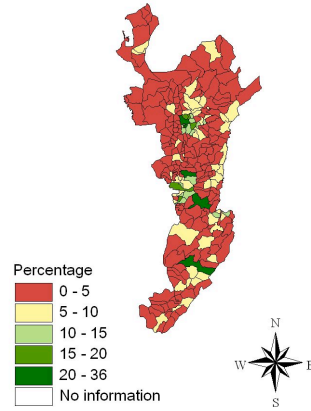 Percentage
0 - 5
5 - 10
10 - 15
15 - 20
20 - 36
No information
N
W E
S